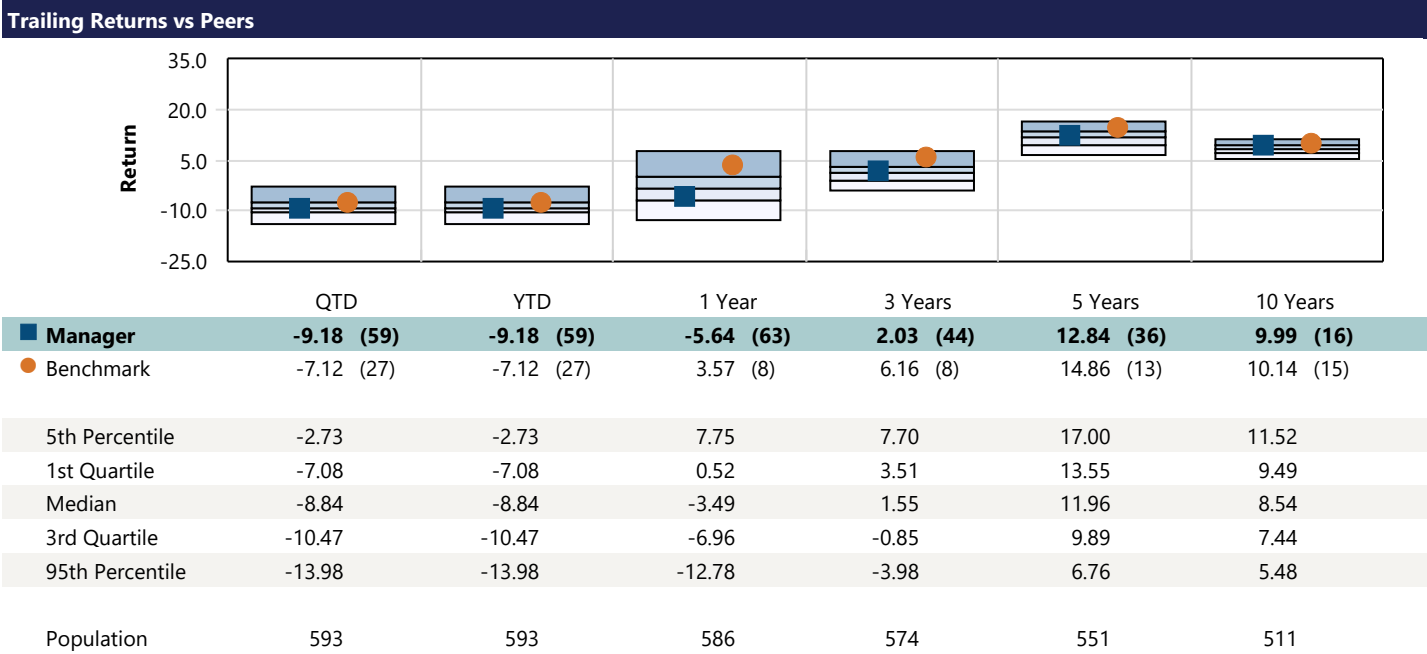 Trailing Returns vs Peers
35.0
20.0
5.0
-10.0
-25.0
Return
QTD YTD 1 Year 3 Years 5 Years 10 Years
Manager -9.18 (59) -9.18 (59) -5.64 (63) 2.03 (44) 12.84 (36) 9.99 (16)
Benchmark -7.12 (27) -7.12 (27) 3.57 (8) 6.16 (8) 14.86 (13) 10.14 (15)
5th Percentile -2.73 -2.73 7.75 7.70 17.00 11.52
1st Quartile -7.08 -7.08 0.52 3.51 13.55 9.49
Median -8.84 -8.84 -3.49 1.55 11.96 8.54
3rd Quartile -10.47 -10.47 -6.96 -0.85 9.89 7.44
95th Percentile -13.98 -13.98 -12.78 -3.98 6.76 5.48
Population 593 593 586 574 551 511